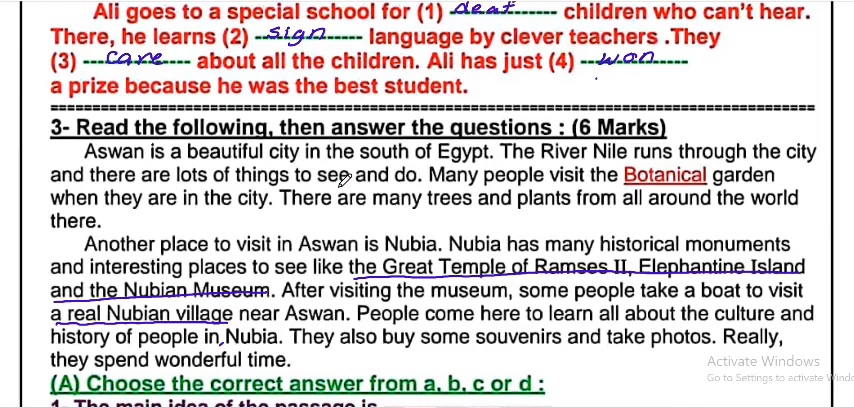 Ali goes to a special school for (1) -deaf------- children who can't hear.
There, he learns (2) --sign----- language by clever teachers .They
(3) ---care---- about all the children. Ali has just (4) --won-----
a prize because he was the best student.
3- Read the following, then answer the questions : (6 Marks)
Aswan is a beautiful city in the south of Egypt. The River Nile runs through the city
and there are lots of things to see and do. Many people visit the Botanical garden
when they are in the city. There are many trees and plants from all around the world
there.
Another place to visit in Aswan is Nubia. Nubia has many historical monuments
and interesting places to see like the Great Temple of Ramses II, Elephantine Island
and the Nubian Museum. After visiting the museum, some people take a boat to visit
a real Nubian village near Aswan. People come here to learn all about the culture and
history of people in Nubia. They also buy some souvenirs and take photos. Really,
they spend wonderful time.
Activate Windows
Go to Settings to activate Windo
(A) Choose the correct answer from a, b, c or d :
1- The main idea of the passage is